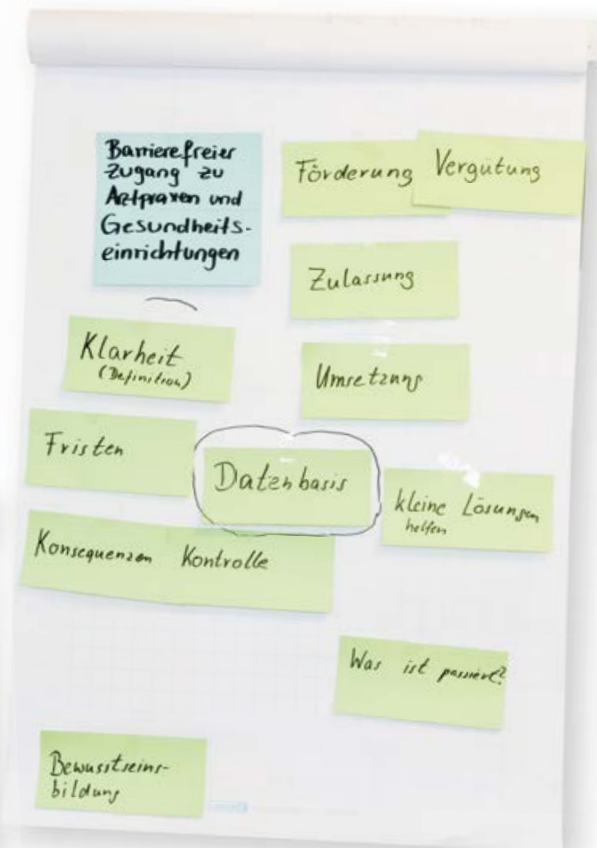 Barrierefreier
Zugang zu
Arztpraxen und
Gesundheits-
einrichtungen
Förderung
Vergütung
Zulassung
Klarheit
(Definition)
Umsetzung
Fristen
Datenbasis
kleine Lösungen
helfen
Konsequenzen
Kontrolle
Was ist passiert?
Bewusstseins-
bildung